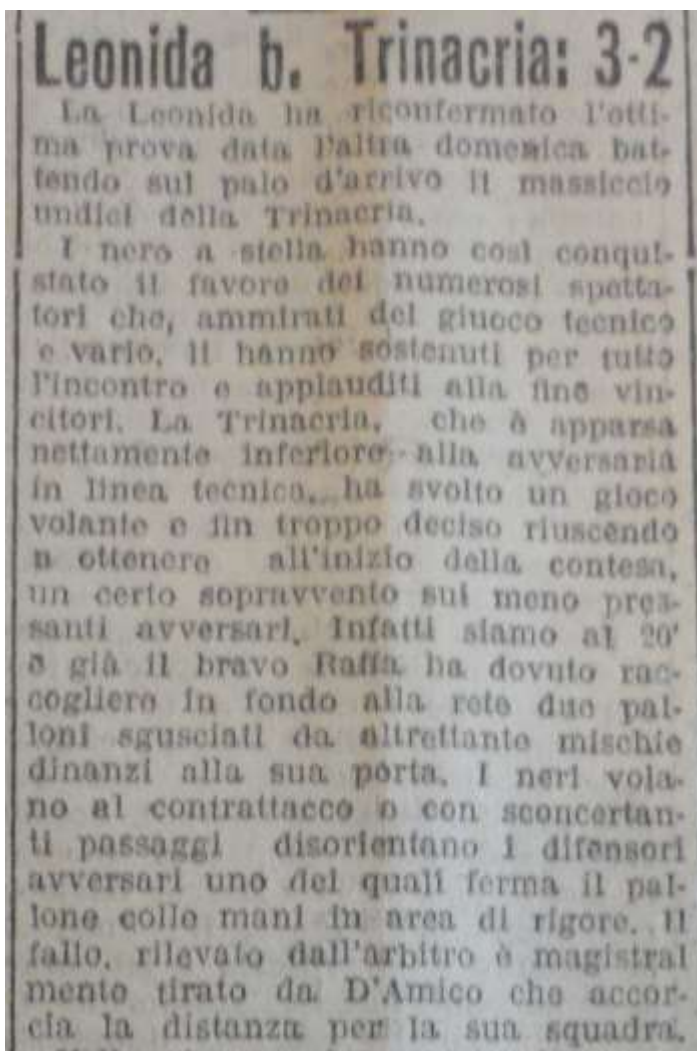 Leonida b. Trinacria: 3-2
La Leonida ha riconfermato l'otti-
ma prova data l'altra domenica bat-
tendo sul palo d'arrivo il massiccio
undici della Trinacria.
I nero a stella hanno così conqui-
stato il favore dei numerosi spetta-
tori che, ammirati del giuoco tecnico
e vario, li hanno sostenuti per tutto
l'incontro e applauditi alla fine vin-
citori. La Trinacria, che è apparsa
nettamente inferiore alla avversaria
in linea tecnica, ha svolto un gioco
volante e fin troppo deciso riuscendo
a ottenere all'inizio della contesa,
un certo sopravvento sui meno pres-
santi avversari. Infatti siamo al 20'
e già il bravo Raffa ha dovuto rac-
cogliere in fondo alla rete due pal-
loni sgusciati da altrettante mischie
dinanzi alla sua porta. I neri vola-
no al contrattacco e con sconcertan-
ti passaggi disorientano i difensori
avversari uno dei quali ferma il pal-
lone colle mani in area di rigore. Il
fallo, rilevato dall'arbitro è magistral
mente tirato da D'Amico che accor-
cia la distanza per la sua squadra.